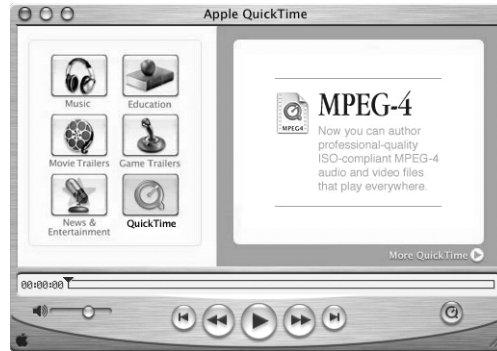 Apple QuickTime
Music
Education
Movie Trailers
Game Trailers
News &
Entertainment
QuickTime
MPEG4
MPEG-4
Now you can author
professional-quality
ISO-compliant MPEG-4
audio and video files
that play everywhere.
More QuickTime
00:00:00